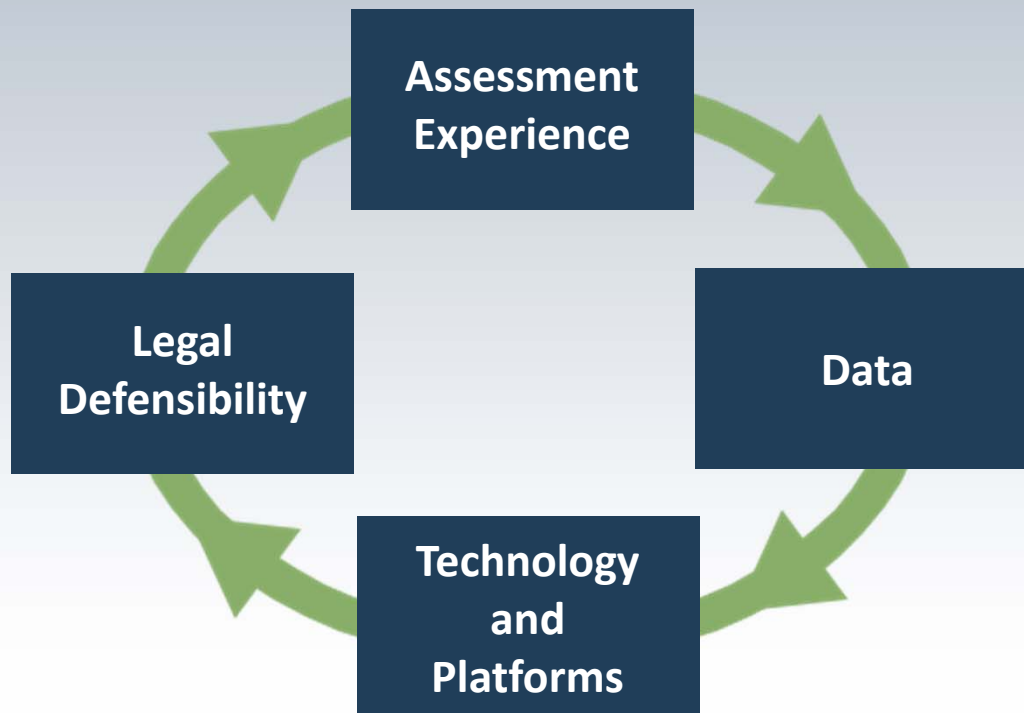 Assessment
Experience
Legal
Defensibility
Data
Technology
and
Platforms